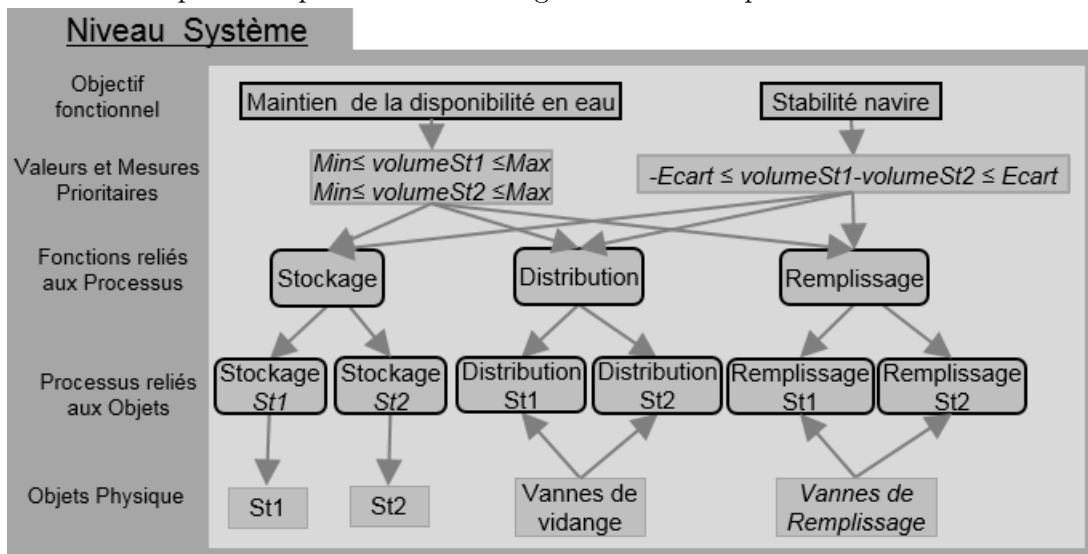 Niveau Système
Objectif
fonctionnel
Maintien de la disponibilité en eau
Stabilité navire
Valeurs et Mesures
Prioritaires
Min≤ volumeSt1 ≤Max
Min≤ volumeSt2 ≤Max
-Ecart ≤ volumeSt1-volumeSt2 ≤ Ecart
Fonctions reliés
aux Processus
Stockage
Distribution
Remplissage
Processus reliés
aux Objets
Stockage
St1
Stockage
St2
Distribution
St1
Distribution
St2
Remplissage
St1
Remplissage
St2
Objets Physique
St1
St2
Vannes de
vidange
Vannes de
Remplissage